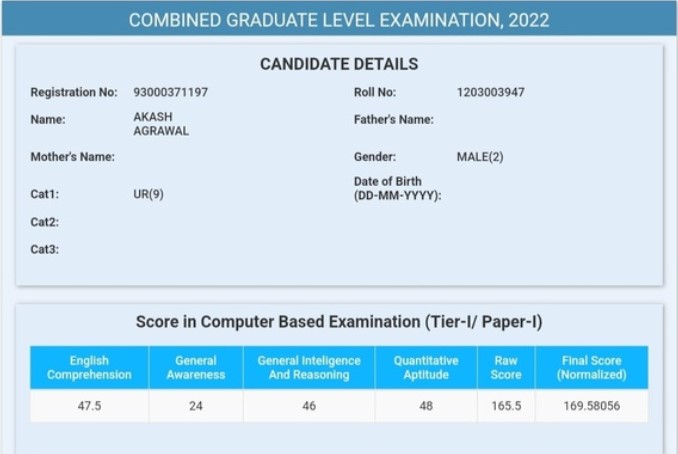 COMBINED GRADUATE LEVEL EXAMINATION, 2022
CANDIDATE DETAILS
Registration No: 93000371197 Roll No: 1203003947
Name: AKASH AGRAWAL Father's Name:
Mother's Name: Gender: MALE(2)
Cat1: UR(9) Date of Birth (DD-MM-YYYY):
Cat2:
Cat3:
Score in Computer Based Examination (Tier-I/ Paper-I)
English Comprehension General Awareness General Inteligence And Reasoning Quantitative Aptitude Raw Score Final Score (Normalized)
47.5 24 46 48 165.5 169.58056